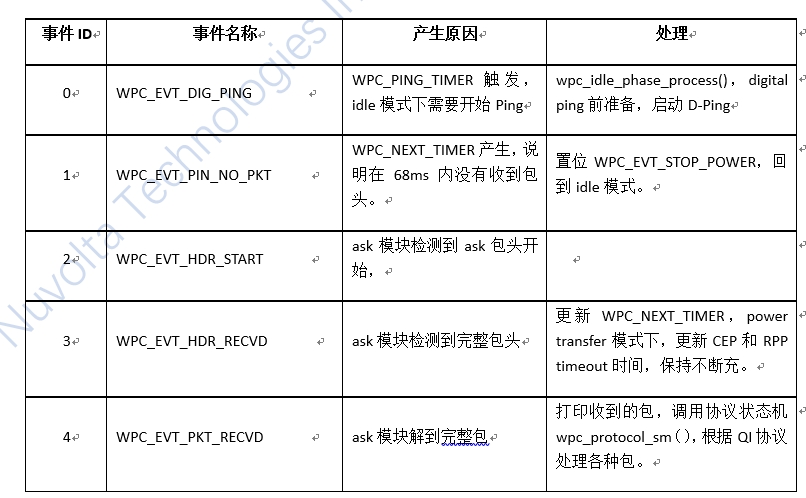 事件 ID 事件名称 产生原因 处理
0 WPC_EVT_DIG_PING
WPC_PING_TIMER 触发，
idle 模式下需要开始 Ping
wpc_idle_phase_process()，digital
ping 前准备，启动 D-Ping
1 WPC_EVT_PIN_NO_PKT
WPC_NEXT_TIMER 产生，说
明在 68ms 内没有收到包
头。
置位 WPC_EVT_STOP_POWER，回
到 idle 模式。
2 WPC_EVT_HDR_START
ask 模块检测到 ask 包头开
始，
3 WPC_EVT_HDR_RECVD
ask 模块检测到完整包头
更新 WPC_NEXT_TIMER，power
transfer 模式下，更新 CEP 和 RPP
timeout 时间，保持不断充。
4 WPC_EVT_PKT_RECVD
ask 模块解到完整包
打印收到的包，调用协议状态机
wpc_protocol_sm（），根据 QI 协议
处理各种包。
Nuvolta Technologies In